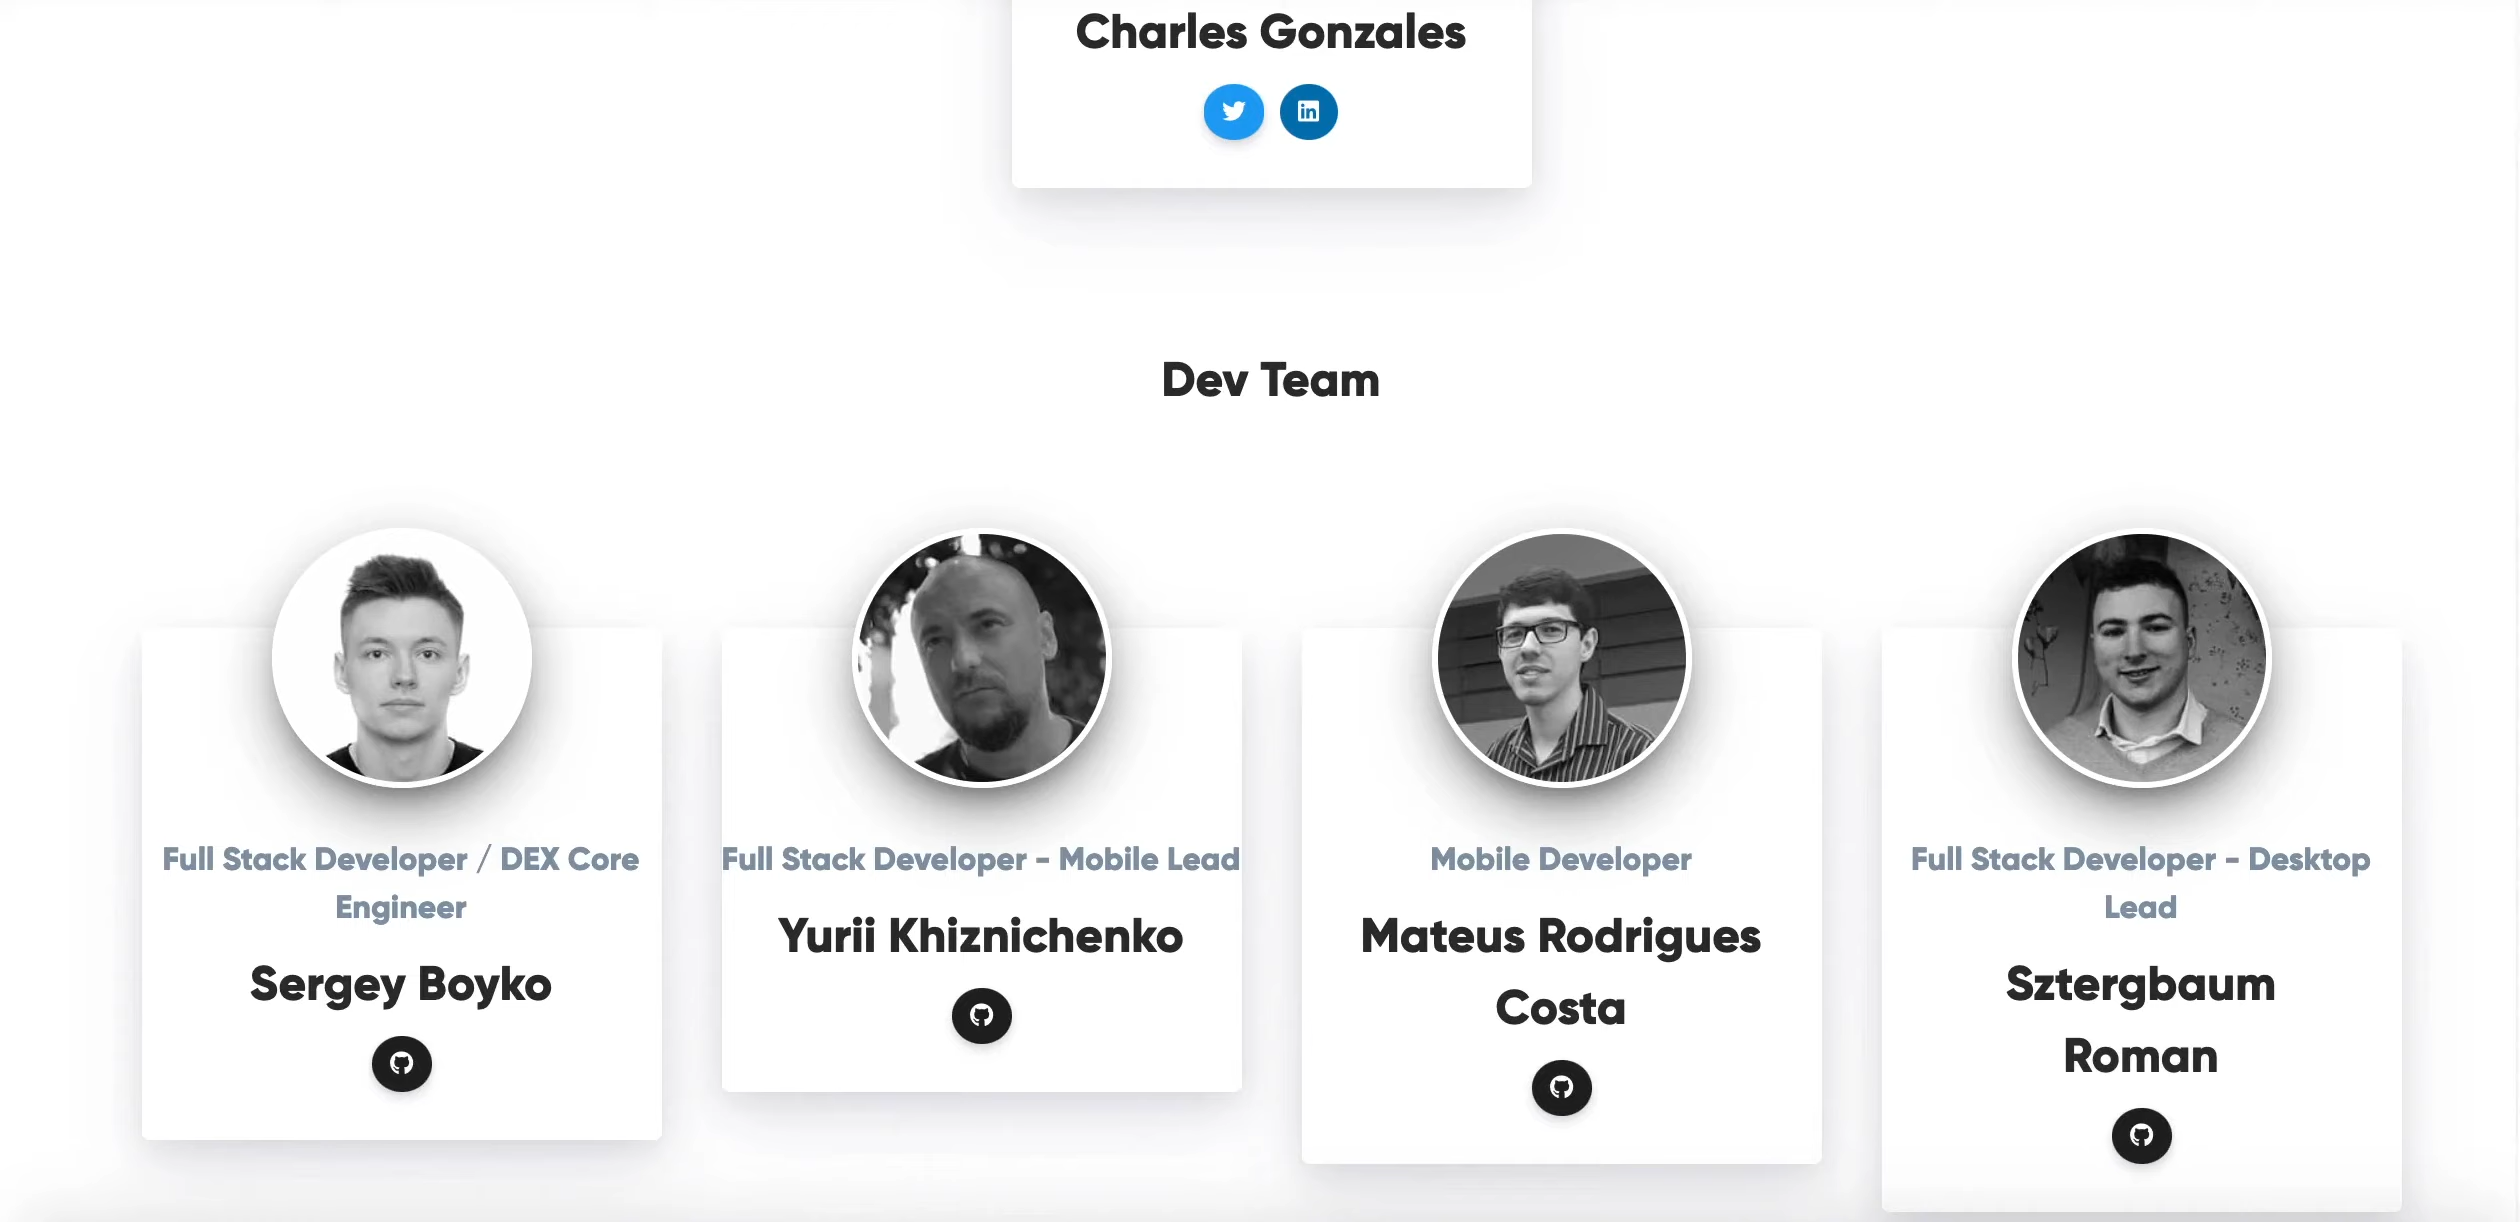 Charles Gonzales
Dev Team
Full Stack Developer / DEX Core
Engineer
Sergey Boyko
Full Stack Developer - Mobile Lead
Yurii Khiznichenko
Mobile Developer
Mateus Rodrigues
Costa
Full Stack Developer - Desktop
Lead
Sztergbaum
Roman